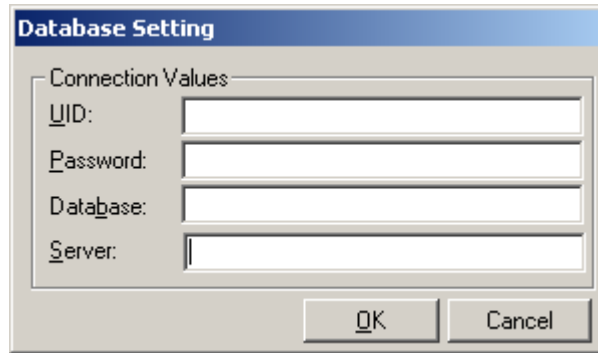 Database Setting
Connection Values
UID:
Password:
Database:
Server:
OK Cancel